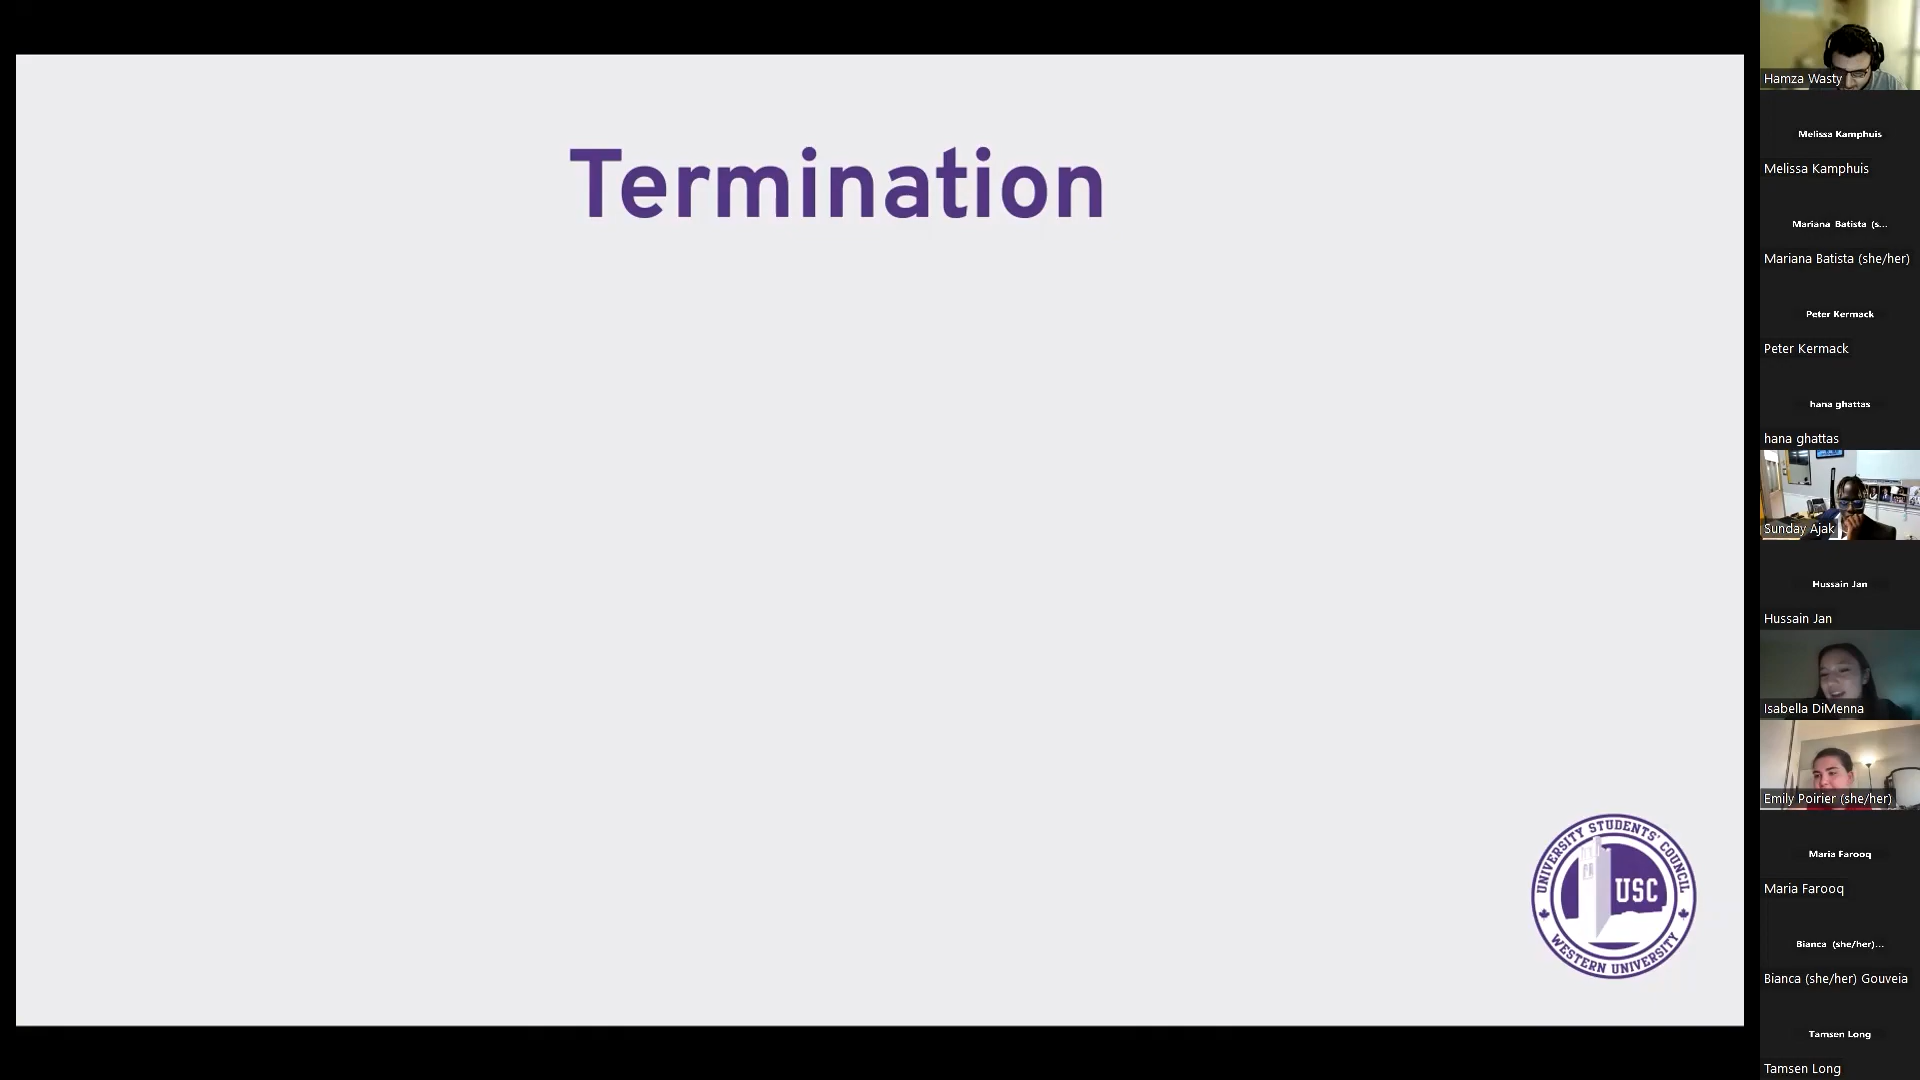 Termination
UNIVERSITY STUDENTS' COUNCIL
USC
WESTERN UNIVERSITY
Hamza Wasty
Melissa Kamphuis
Melissa Kamphuis
Mariana Batista (s...
Mariana Batista (she/her)
Peter Kermack
Peter Kermack
hana ghattas
hana ghattas
Sunday Ajak
Hussain Jan
Hussain Jan
Isabella DiMenna
Emily Poirier (she/her)
Maria Farooq
Maria Farooq
Bianca (she/her)...
Bianca (she/her) Gouveia
Tamsen Long
Tamsen Long